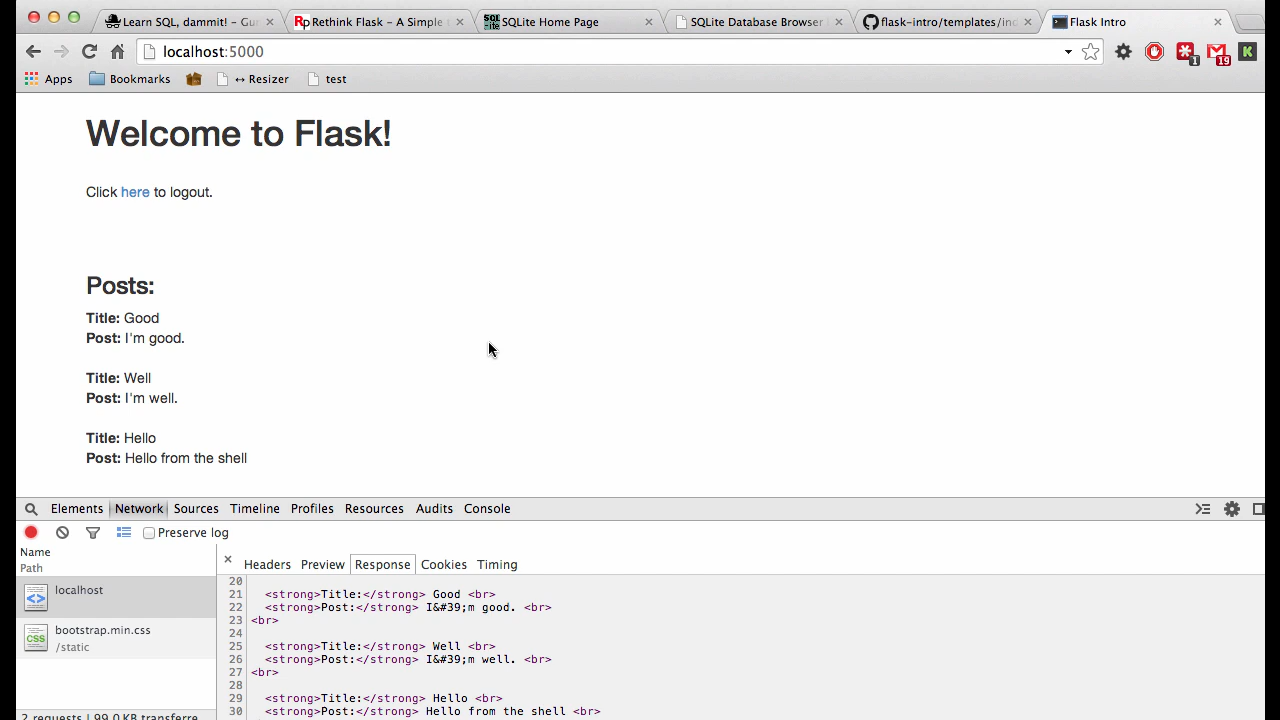 Learn SQL, dammit! – Gu
Rethink Flask – A Simple
SQLite Home Page
SQLite Database Browser
flask-intro/templates/ind
Flask Intro
localhost:5000
1
19
Apps
Bookmarks
↔ Resizer
test
Welcome to Flask!
Click here to logout.
Posts:
Title: Good
Post: I'm good.
Title: Well
Post: I'm well.
Title: Hello
Post: Hello from the shell
Elements Network Sources Timeline Profiles Resources Audits Console
Preserve log
Name
Path
× Headers Preview Response Cookies Timing
localhost
bootstrap.min.css
/static
20
21 <strong>Title:</strong> Good <br>
22 <strong>Post:</strong> I&#39;m good. <br>
23 <br>
24
25 <strong>Title:</strong> Well <br>
26 <strong>Post:</strong> I&#39;m well. <br>
27 <br>
28
29 <strong>Title:</strong> Hello <br>
30 <strong>Post:</strong> Hello from the shell <br>
2 requests | 99.0 KB transferre